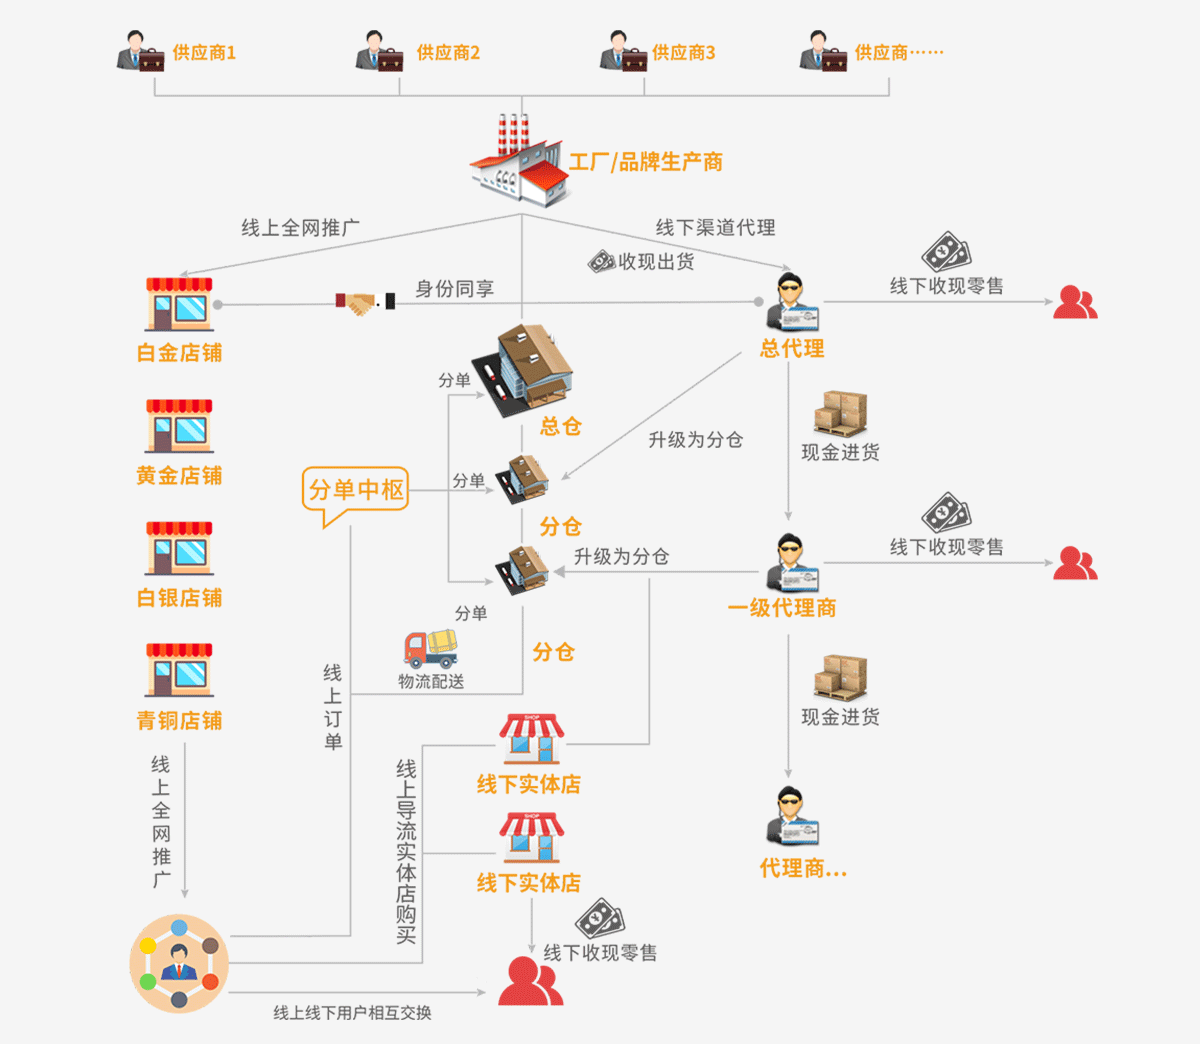 供应商1
供应商2
供应商3
供应商……
工厂/品牌生产商
线上全网推广
线下渠道代理
收现出货
线下收现零售
身份同享
白金店铺
总代理
分单
总仓
升级为分仓
现金进货
黄金店铺
分单中枢
分单
分仓
线下收现零售
升级为分仓
白银店铺
一级代理商
分单
分仓
物流配送
线上订单
青铜店铺
现金进货
SHOP
线下实体店
线上全网推广
线上导流实体店购买
SHOP
线下实体店
代理商...
线下收现零售
线上线下用户相互交换